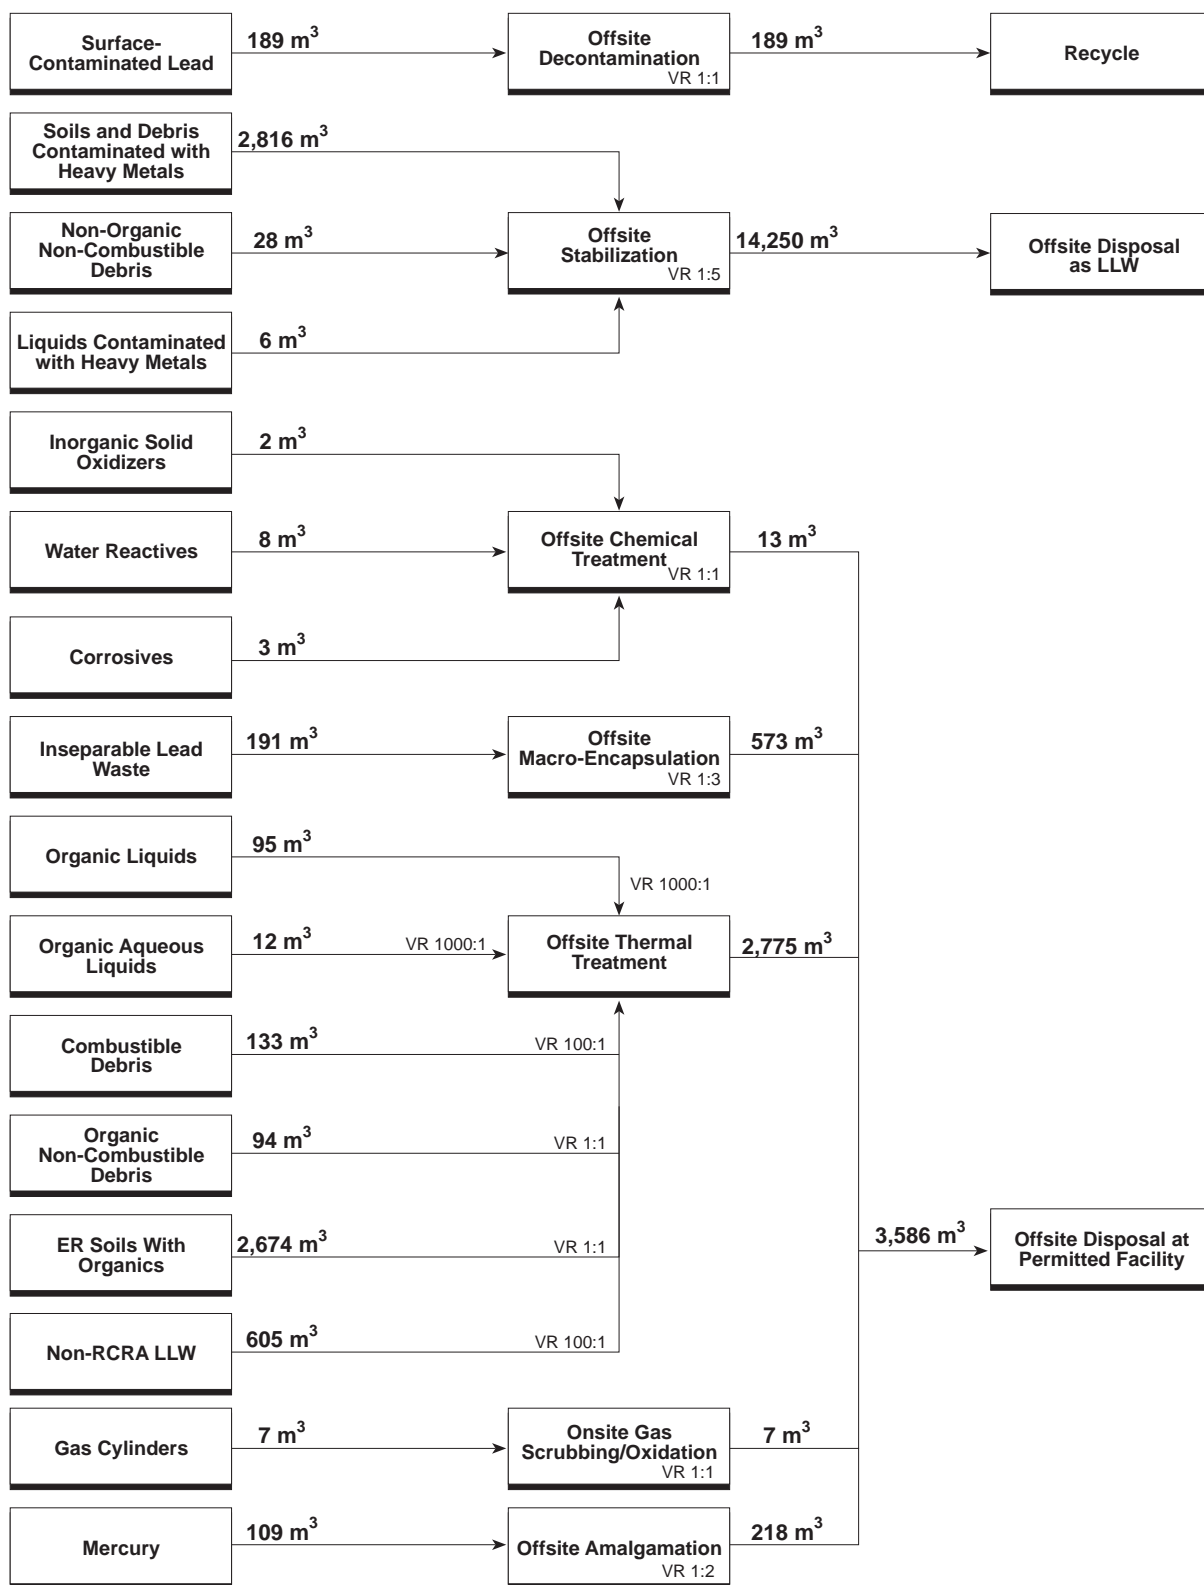 Surface-
Contaminated Lead
189 m³
Offsite
Decontamination
VR 1:1
189 m³
Recycle
Soils and Debris
Contaminated with
Heavy Metals
2,816 m³
Non-Organic
Non-Combustible
Debris
28 m³
Offsite
Stabilization
VR 1:5
14,250 m³
Offsite Disposal
as LLW
Liquids Contaminated
with Heavy Metals
6 m³
Inorganic Solid
Oxidizers
2 m³
Water Reactives
8 m³
Offsite Chemical
Treatment
VR 1:1
13 m³
Corrosives
3 m³
Inseparable Lead
Waste
191 m³
Offsite
Macro-Encapsulation
VR 1:3
573 m³
Organic Liquids
95 m³
VR 1000:1
Organic Aqueous
Liquids
12 m³
VR 1000:1
Offsite Thermal
Treatment
2,775 m³
Combustible
Debris
133 m³
VR 100:1
Organic
Non-Combustible
Debris
94 m³
VR 1:1
ER Soils With
Organics
2,674 m³
VR 1:1
3,586 m³
Offsite Disposal at
Permitted Facility
Non-RCRA LLW
605 m³
VR 100:1
Gas Cylinders
7 m³
Onsite Gas
Scrubbing/Oxidation
VR 1:1
7 m³
Mercury
109 m³
Offsite Amalgamation
VR 1:2
218 m³